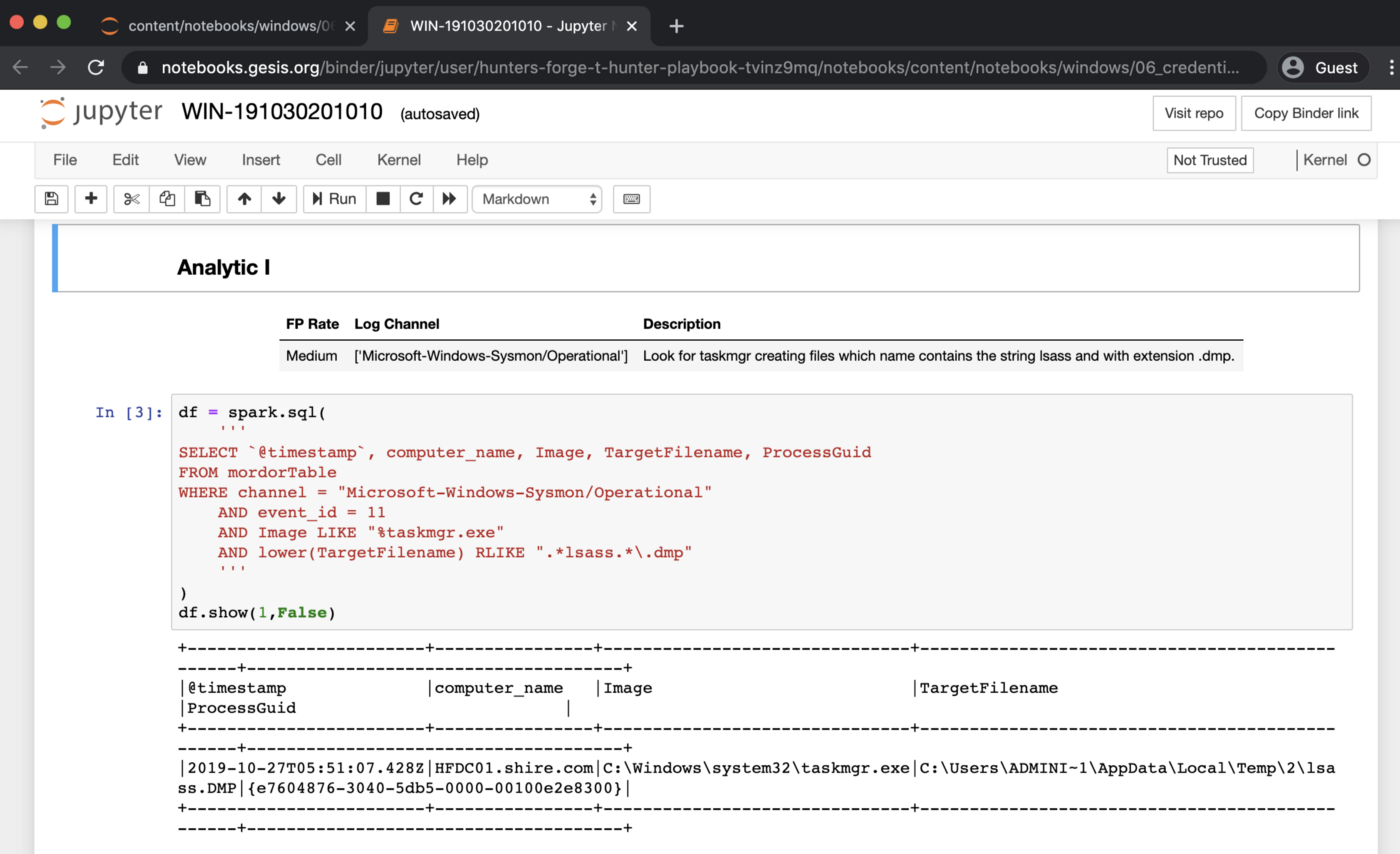 content/notebooks/windows/06
WIN-191030201010 - Jupyter
notebooks.gesis.org/binder/jupyter/user/hunters-forge-t-hunter-playbook-tvinz9mq/notebooks/content/notebooks/windows/06_credenti...
Guest
jupyter WIN-191030201010 (autosaved)
Visit repo Copy Binder link
File Edit View Insert Cell Kernel Help
Not Trusted Kernel
Run Markdown
Analytic I
FP Rate Log Channel Description
Medium ['Microsoft-Windows-Sysmon/Operational'] Look for taskmgr creating files which name contains the string lsass and with extension .dmp.
In [3]: df = spark.sql(
'''
SELECT `@timestamp`, computer_name, Image, TargetFilename, ProcessGuid
FROM mordorTable
WHERE channel = "Microsoft-Windows-Sysmon/Operational"
AND event_id = 11
AND Image LIKE "%taskmgr.exe"
AND lower(TargetFilename) RLIKE ".*lsass.*\.dmp"
'''
)
df.show(1,False)
+------------------------+----------------+-------------------------------+------------------------------------------
------+--------------------------------------+
|@timestamp |computer_name |Image |TargetFilename
|ProcessGuid |
+------------------------+----------------+-------------------------------+------------------------------------------
------+--------------------------------------+
|2019-10-27T05:51:07.428Z|HFDC01.shire.com|C:\Windows\system32\taskmgr.exe|C:\Users\ADMINI~1\AppData\Local\Temp\2\lsa
ss.DMP|{e7604876-3040-5db5-0000-00100e2e8300}|
+------------------------+----------------+-------------------------------+------------------------------------------
------+--------------------------------------+